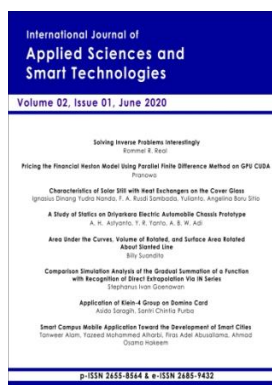 International Journal of
Applied Sciences and
Smart Technologies
Volume 02, Issue 01, June 2020
Solving Inverse Problems Interestingly
Rommel R. Real
Pricing the Financial Heston Model Using Parallel Finite Difference Method on GPU CUDA
Pranowo
Characteristics of Solar Still with Heat Exchangers on the Cover Glass
Ignasius Dinang Yudra Nanda, F. A. Rusdi Sambada, Yulianto, Angelina Baru Sitio
A Study of Statics on Driyarkara Electric Automobile Chassis Prototype
A. H. Astyanto, Y. R. Yanto, A. B. W. Adi
Area Under the Curves, Volume of Rotated, and Surface Area Rotated
About Slanted Line
Billy Suandito
Comparison Simulation Analysis of the Gradual Summation of a Function
with Recognition of Direct Extrapolation Via IN Series
Stephanus Ivan Goenawan
Application of Klein-4 Group on Domino Card
Asido Saragih, Santri Chintia Purba
Smart Campus Mobile Application Toward the Development of Smart Cities
Tanweer Alam, Yazeed Mohammed Alharbi, Firas Adel Abusallama, Ahmad
Osama Hakeem
p-ISSN 2655-8564 & e-ISSN 2685-9432